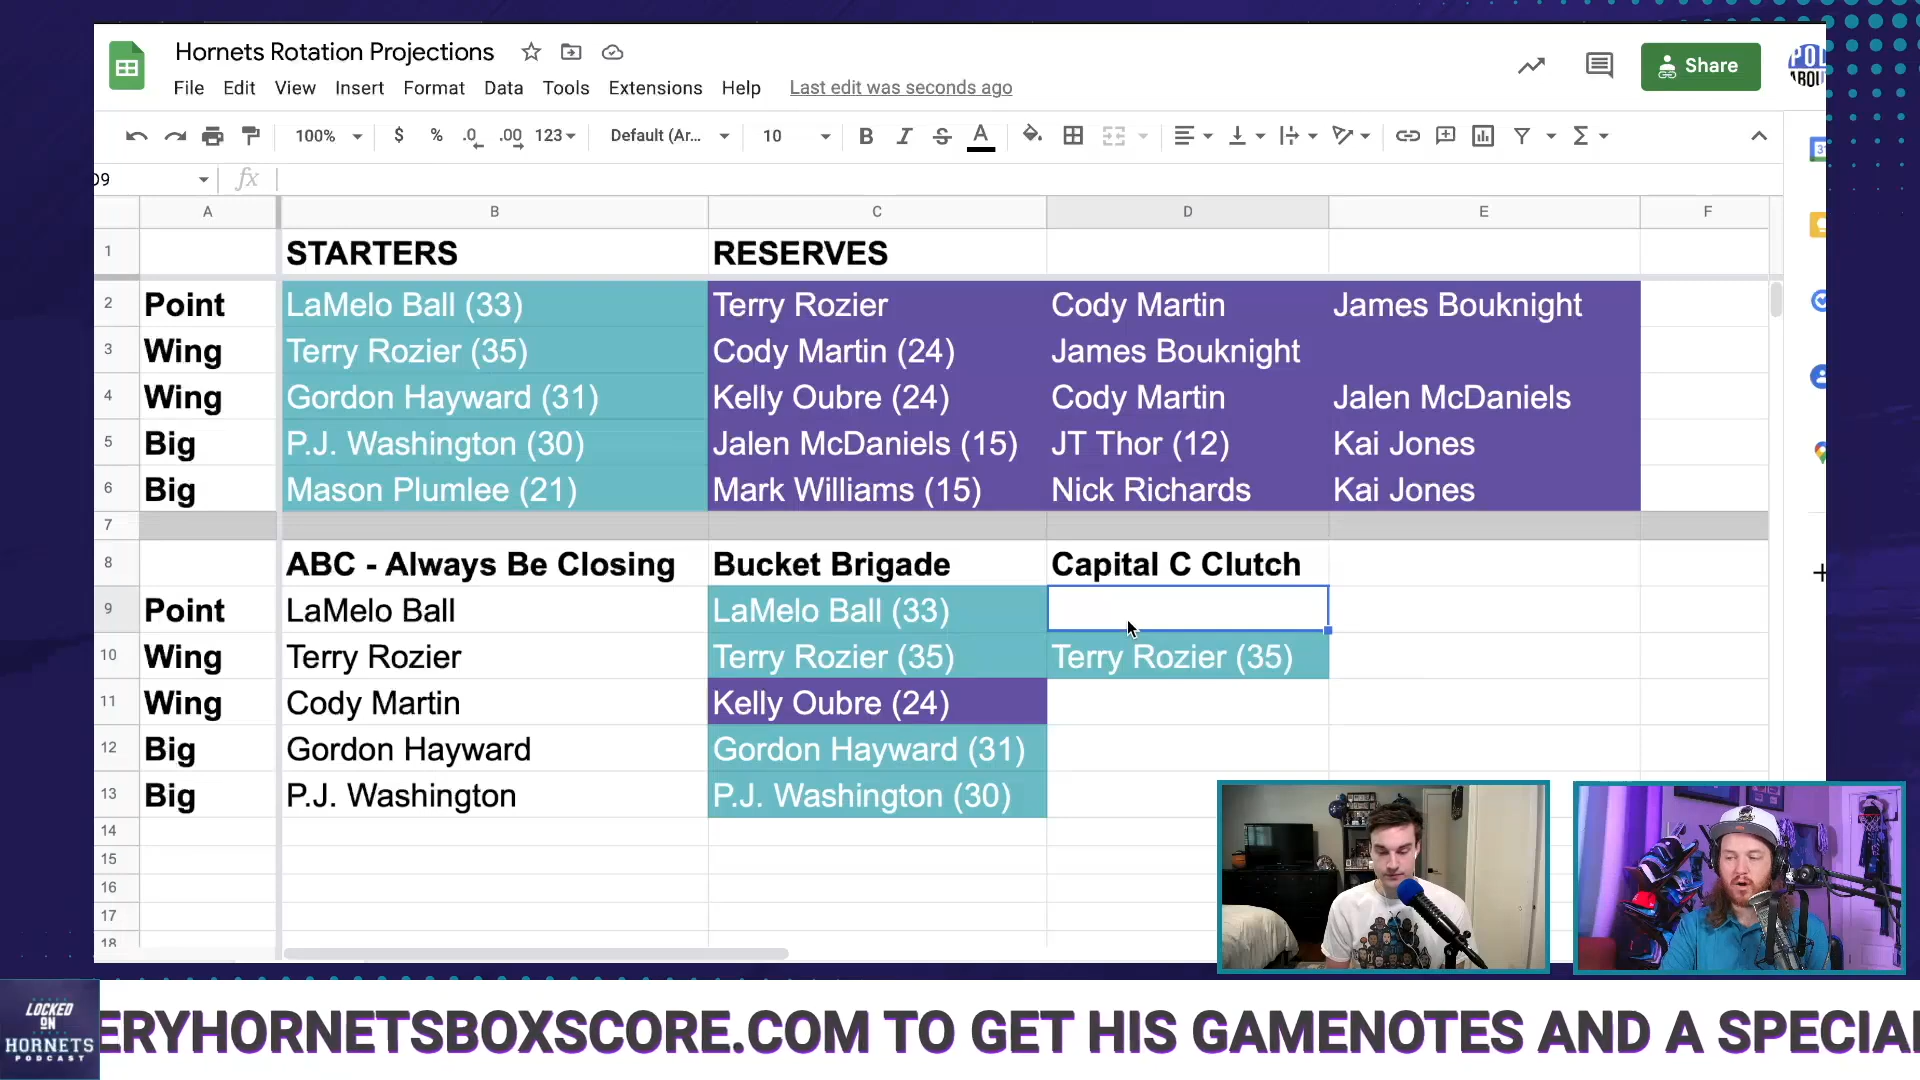 Hornets Rotation Projections
File Edit View Insert Format Data Tools Extensions Help Last edit was seconds ago
Share
100% $ % .0 .00 123 Default (Ar... 10 B I S A
D9 fx
A B C D E F
1 STARTERS RESERVES
2 Point LaMelo Ball (33) Terry Rozier Cody Martin James Bouknight
3 Wing Terry Rozier (35) Cody Martin (24) James Bouknight
4 Wing Gordon Hayward (31) Kelly Oubre (24) Cody Martin Jalen McDaniels
5 Big P.J. Washington (30) Jalen McDaniels (15) JT Thor (12) Kai Jones
6 Big Mason Plumlee (21) Mark Williams (15) Nick Richards Kai Jones
7
8 ABC - Always Be Closing Bucket Brigade Capital C Clutch
9 Point LaMelo Ball LaMelo Ball (33)
10 Wing Terry Rozier Terry Rozier (35) Terry Rozier (35)
11 Wing Cody Martin Kelly Oubre (24)
12 Big Gordon Hayward Gordon Hayward (31)
13 Big P.J. Washington P.J. Washington (30)
14
15
16
17
18
LOCKED
ON
HORNETS
PODCAST
ERYHORNETSBOXSCORE.COM TO GET HIS GAMENOTES AND A SPECIAL